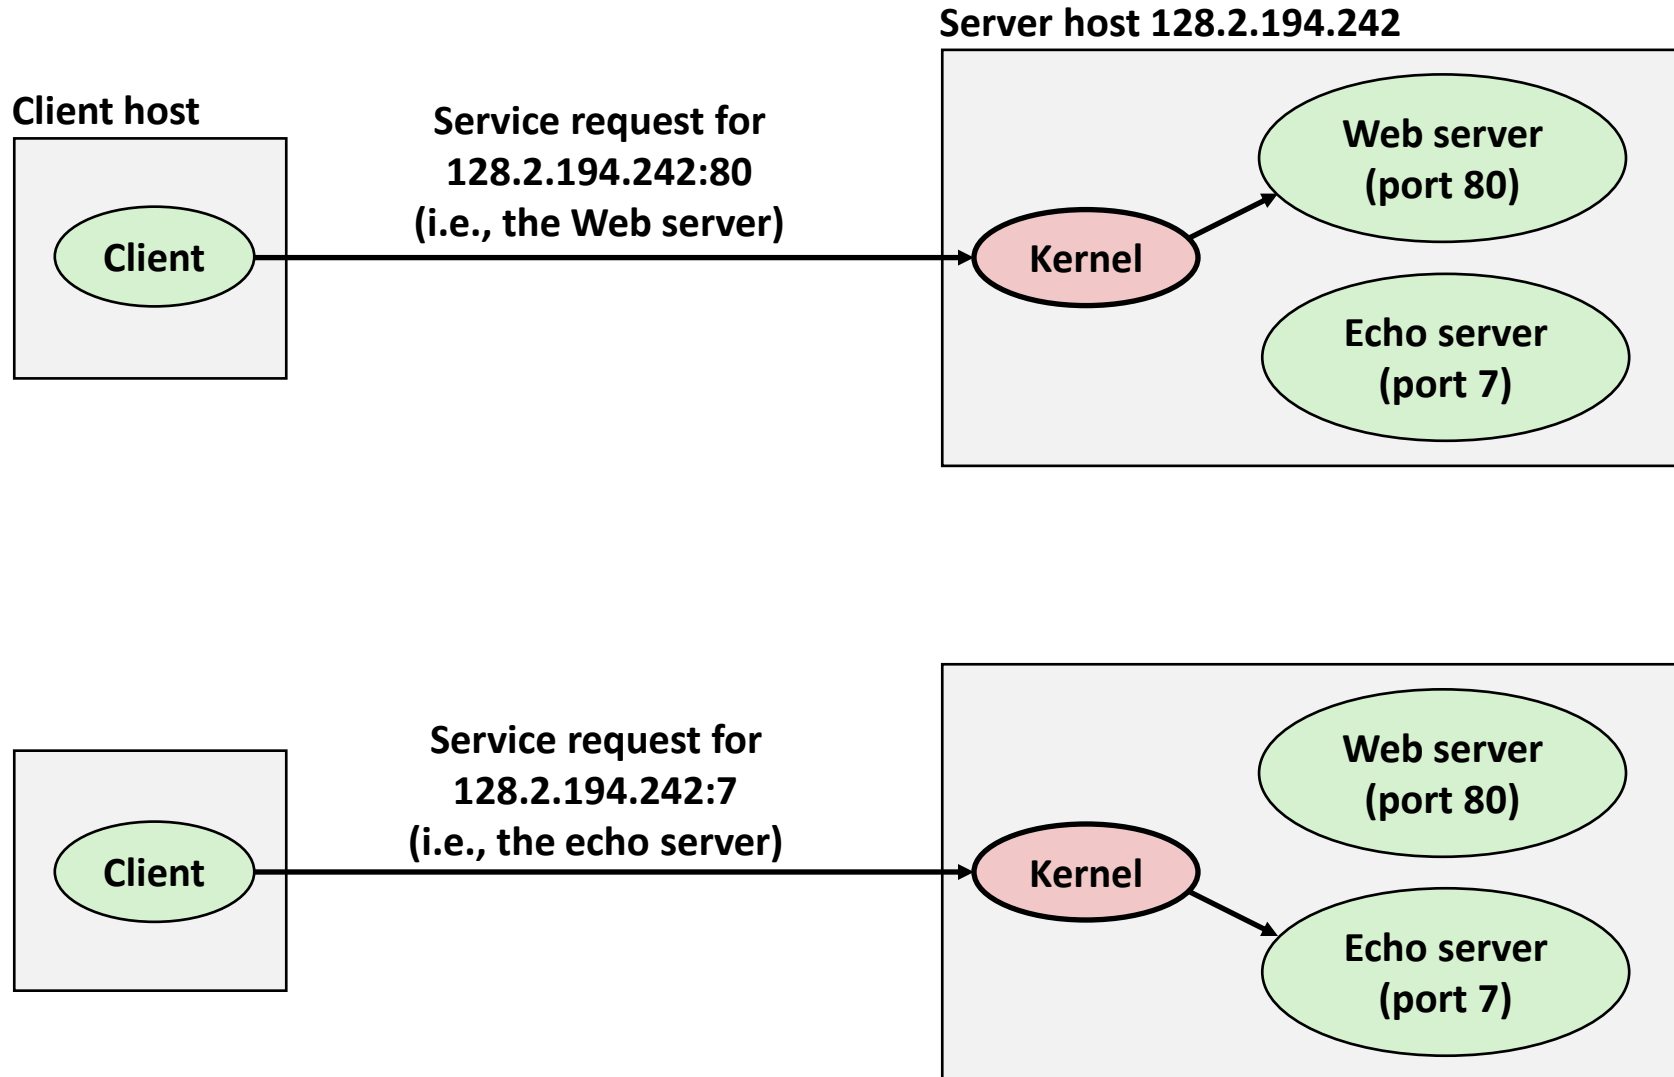 Server host 128.2.194.242
Client host
Service request for
128.2.194.242:80
(i.e., the Web server)
Client
Kernel
Web server
(port 80)
Echo server
(port 7)
Service request for
128.2.194.242:7
(i.e., the echo server)
Client
Kernel
Web server
(port 80)
Echo server
(port 7)